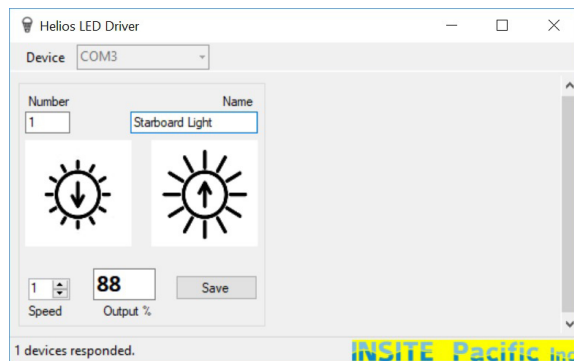 Helios LED Driver
Device COM3
Number Name
1 Starboard Light
1 88 Save
Speed Output %
1 devices responded.
INSITE Pacific Inc